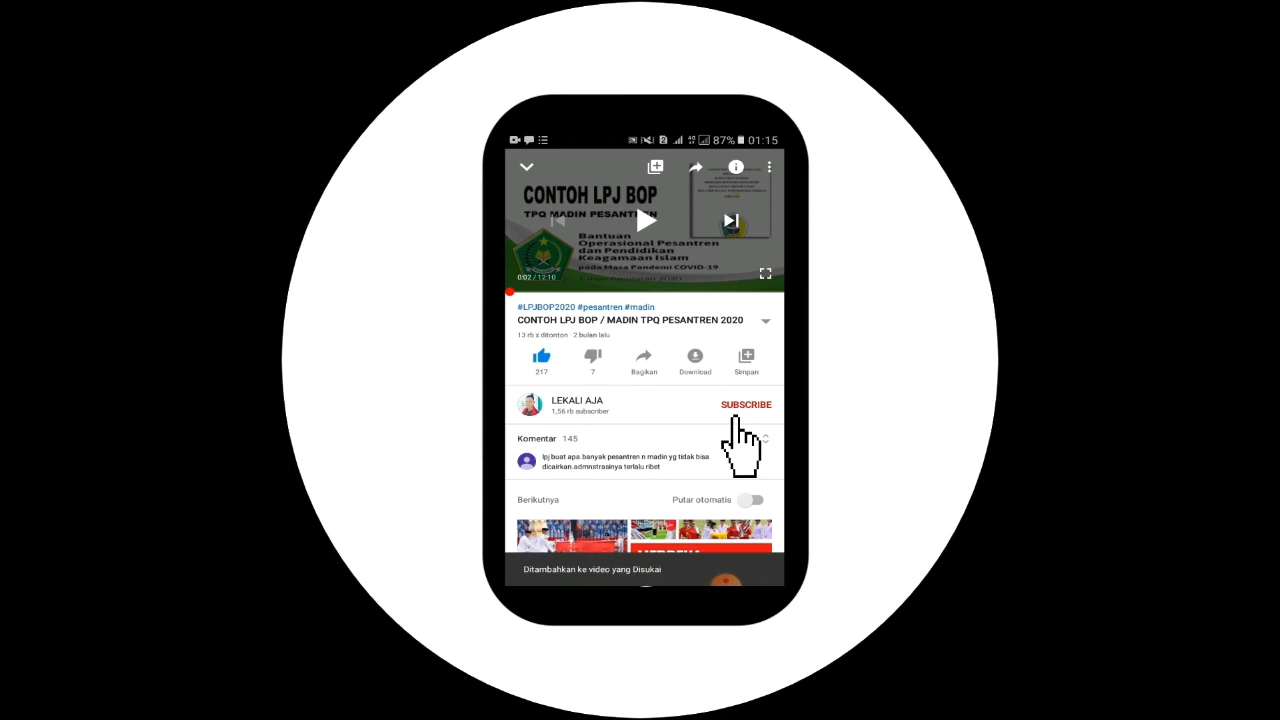 87% 01:15
CONTOH LPJ BOP
TPQ MADIN PESANTREN
Bantuan
Operasional Pesantren
dan Pendidikan
Keagamaan Islam
pada Masa Pandemi COVID-19
0:02 / 12:10
#LPJBOP2020 #pesantren #madin
CONTOH LPJ BOP / MADIN TPQ PESANTREN 2020
13 rb x ditonton · 2 bulan lalu
217 7 Bagikan Download Simpan
LEKALI AJA
1,56 rb subscriber
SUBSCRIBE
Komentar 145
lpj buat apa.banyak pesantren n madin yg tidak bisa
dicairkan.admnstrasinya terlalu ribet
Berikutnya Putar otomatis
MERDEKA
Ditambahkan ke video yang Disukai